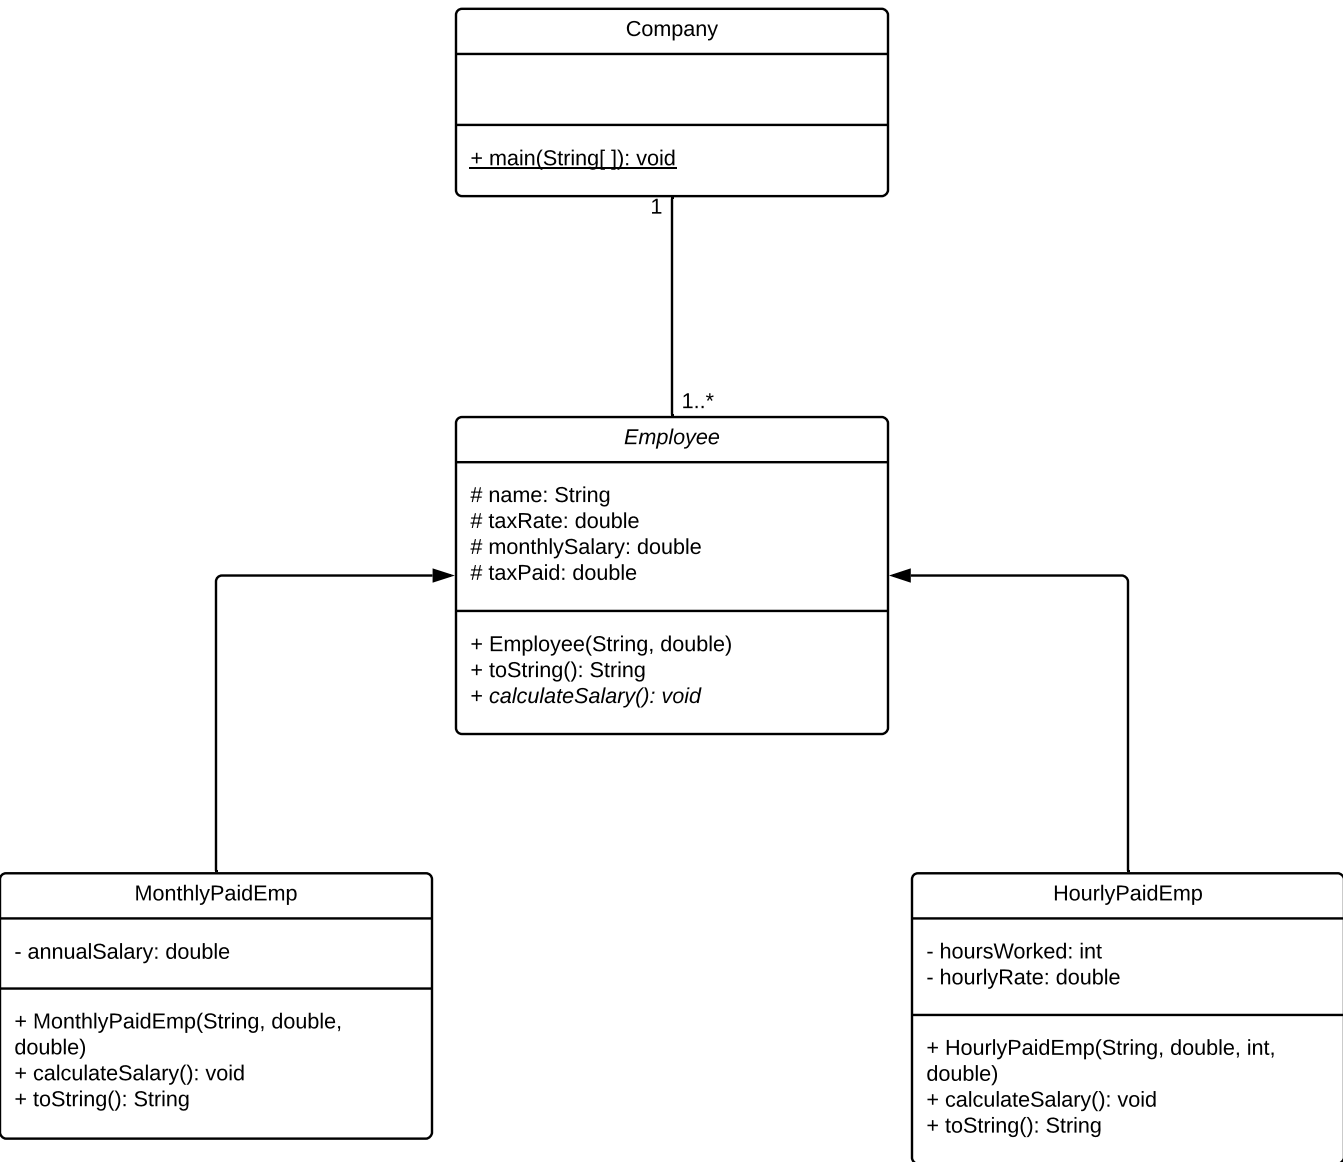 Company
+ main(String[ ]): void
1
1..*
Employee
# name: String
# taxRate: double
# monthlySalary: double
# taxPaid: double
+ Employee(String, double)
+ toString(): String
+ calculateSalary(): void
MonthlyPaidEmp
- annualSalary: double
+ MonthlyPaidEmp(String, double,
double)
+ calculateSalary(): void
+ toString(): String
HourlyPaidEmp
- hoursWorked: int
- hourlyRate: double
+ HourlyPaidEmp(String, double, int,
double)
+ calculateSalary(): void
+ toString(): String